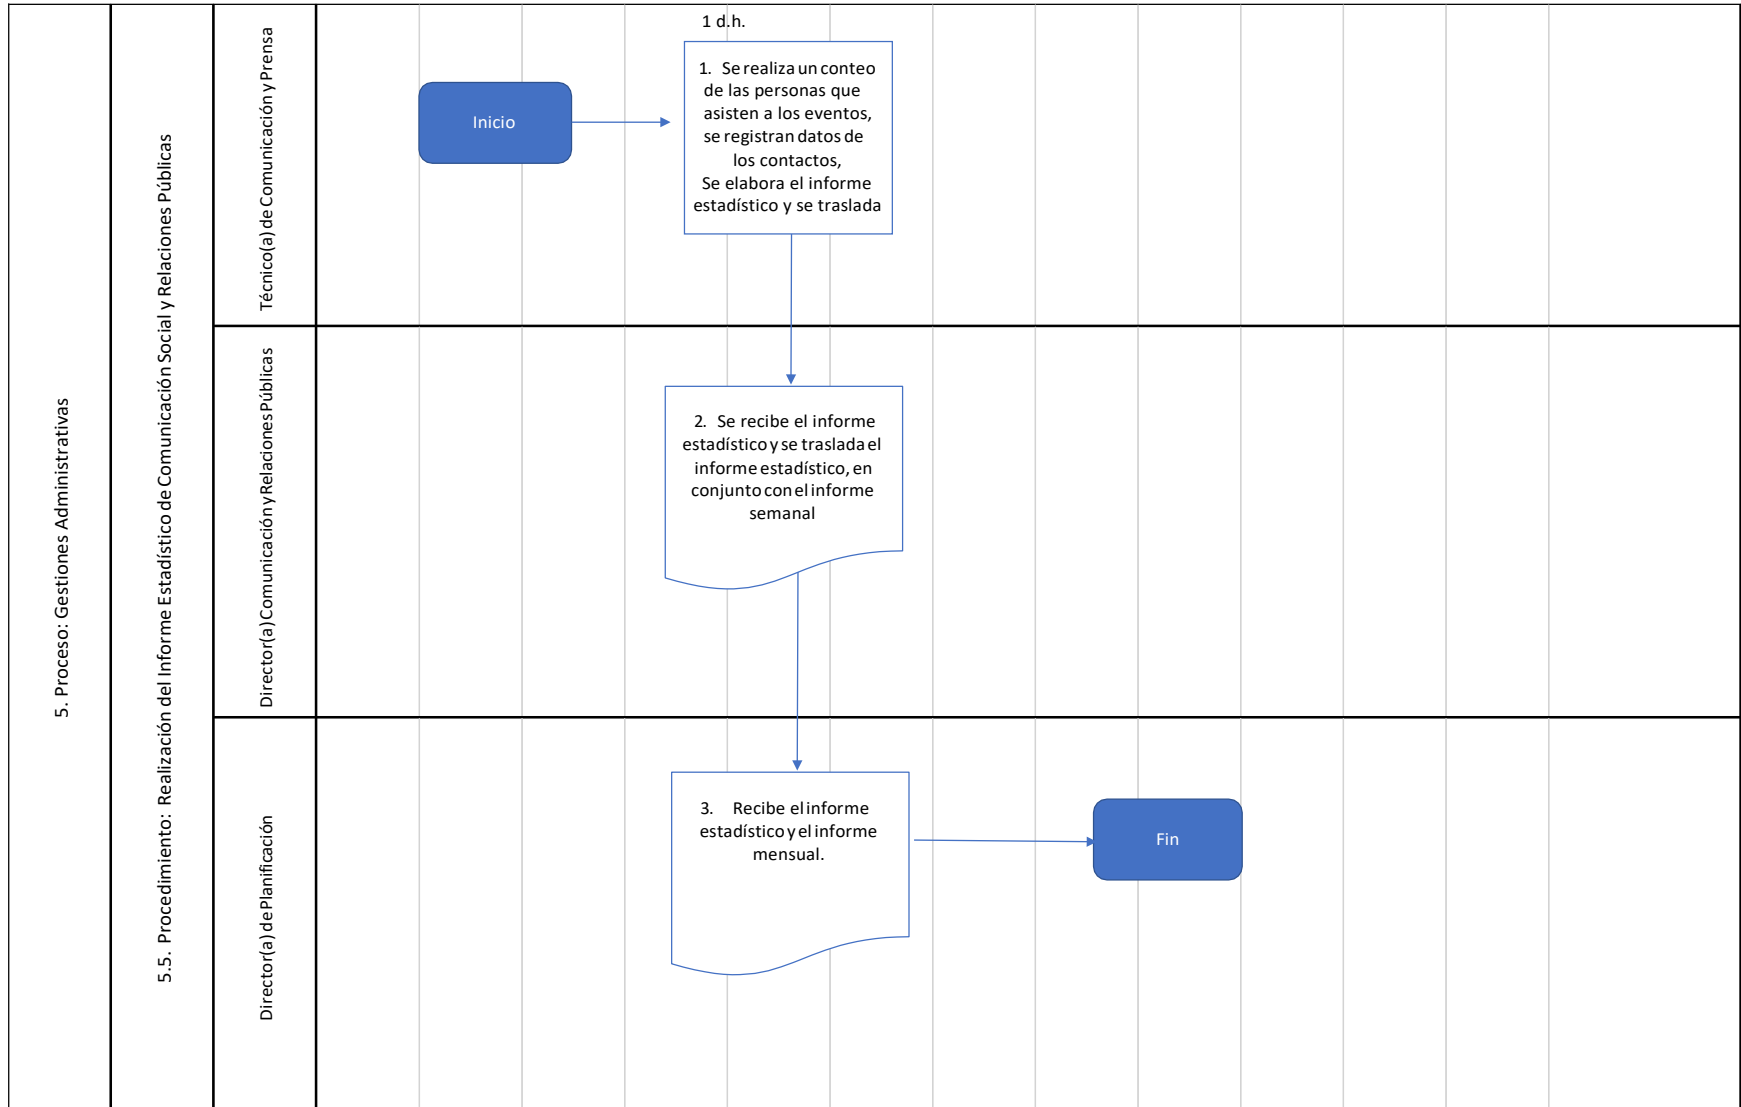 5. Proceso: Gestiones Administrativas
5.5. Procedimiento: Realización del Informe Estadístico de Comunicación Social y Relaciones Públicas
Técnico(a) de Comunicación y Prensa
1 d.h.
Inicio
1. Se realiza un conteo
de las personas que
asisten a los eventos,
se registran datos de
los contactos,
Se elabora el informe
estadístico y se traslada
Director(a) Comunicación y Relaciones Públicas
2. Se recibe el informe
estadístico y se traslada el
informe estadístico, en
conjunto con el informe
semanal
Director(a) de Planificación
3. Recibe el informe
estadístico y el informe
mensual.
Fin